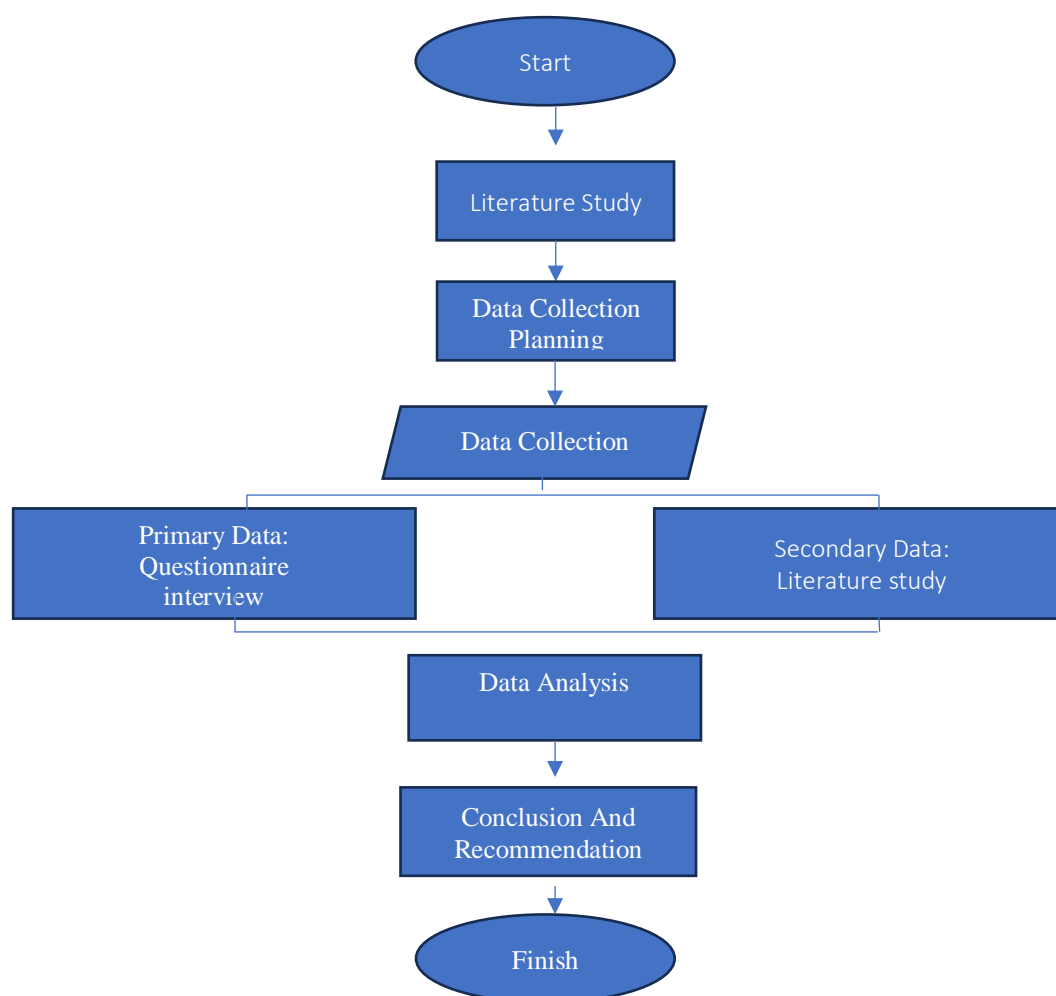 Start
Literature Study
Data Collection
Planning
Data Collection
Primary Data:
Questionnaire
interview
Secondary Data:
Literature study
Data Analysis
Conclusion And
Recommendation
Finish